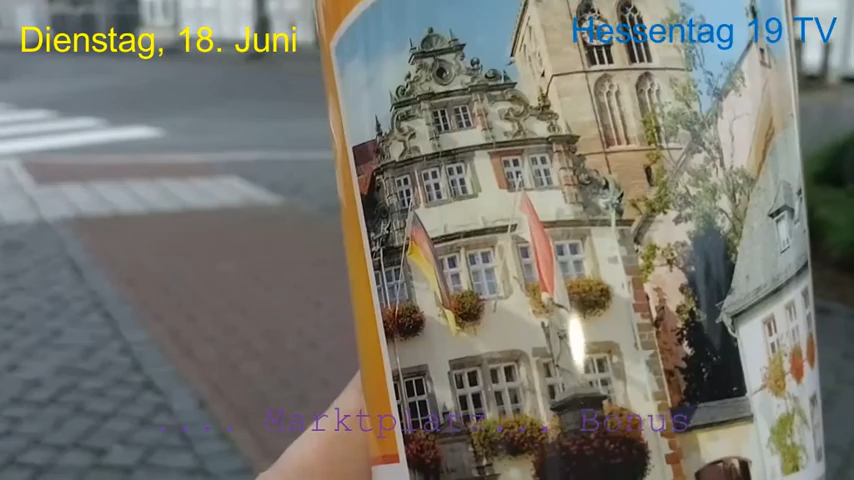 Dienstag, 18. Juni
Hessentag 19 TV
.... Marktplatz... Bonus